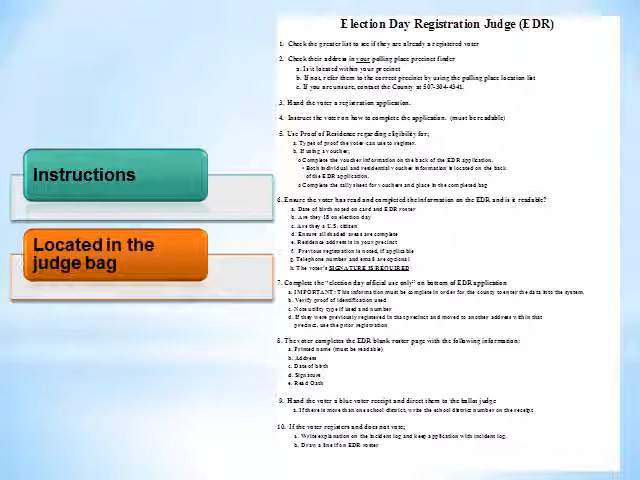 Election Day Registration Judge (EDR)
1. Check the greater list to see if they are already a registered voter
2. Check their address in your polling place precinct finder
a. Is it located within your precinct
b. If not, refer them to the correct precinct by using the polling place location list
c. If you are unsure, contact the County at 507-304-4341.
3. Hand the voter a registration application.
4. Instruct the voter on how to complete the application. (must be readable)
5. Use Proof of Residence regarding eligibility for;
a. Types of proof the voter can use to register.
b. If using a voucher;
o Complete the voucher information on the back of the EDR application.
• Both individual and residential voucher information is located on the back
of the EDR application.
o Complete the tally sheet for vouchers and place in the completed bag
6. Ensure the voter has read and completed the information on the EDR and is it readable?
a. Date of birth noted on card and EDR roster
b. Are they 18 on election day
c. Are they a U.S. citizen
d. Ensure all shaded areas are complete
e. Residence address is in your precinct
f. Previous registration is noted, if applicable
g. Telephone number and email are optional
h. The voter's SIGNATURE IS REQUIRED
7. Complete the "election day official use only" on bottom of EDR application
a. IMPORTANT: This information must be complete in order for the county to enter the data into the system.
b. Verify proof of identification used
c. Note utility type if used and number
d. If they were previously registered in that precinct and moved to another address within that
precinct, use the prior registration
8. The voter completes the EDR blank roster page with the following information:
a. Printed name (must be readable)
b. Address
c. Date of birth
d. Signature
e. Read Oath
9. Hand the voter a blue voter receipt and direct them to the ballot judge
a. If there is more than one school district, write the school district number on the receipt
10. If the voter registers and does not vote;
a. Write explanation on the incident log and keep application with incident log.
b. Draw a line if on EDR roster
Instructions
Located in the
judge bag